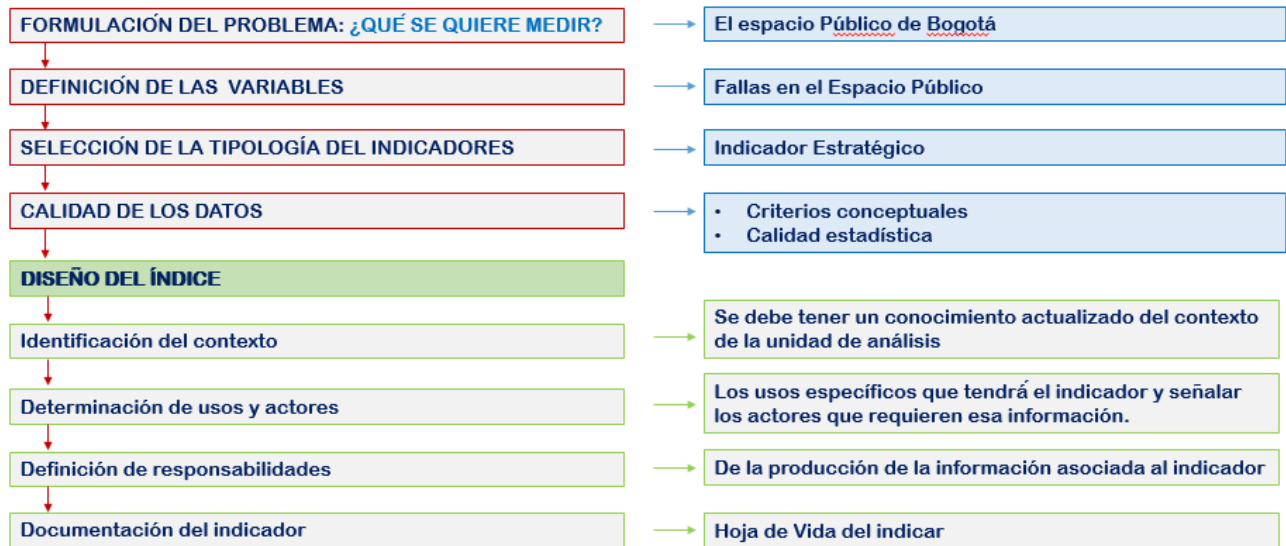 FORMULACIÓN DEL PROBLEMA: ¿QUÉ SE QUIERE MEDIR?
El espacio Público de Bogotá
DEFINICIÓN DE LAS VARIABLES
Fallas en el Espacio Público
SELECCIÓN DE LA TIPOLOGÍA DEL INDICADORES
Indicador Estratégico
CALIDAD DE LOS DATOS
• Criterios conceptuales
• Calidad estadística
DISEÑO DEL ÍNDICE
Identificación del contexto
Se debe tener un conocimiento actualizado del contexto
de la unidad de análisis
Determinación de usos y actores
Los usos específicos que tendrá el indicador y señalar
los actores que requieren esa información.
Definición de responsabilidades
De la producción de la información asociada al indicador
Documentación del indicador
Hoja de Vida del indicar